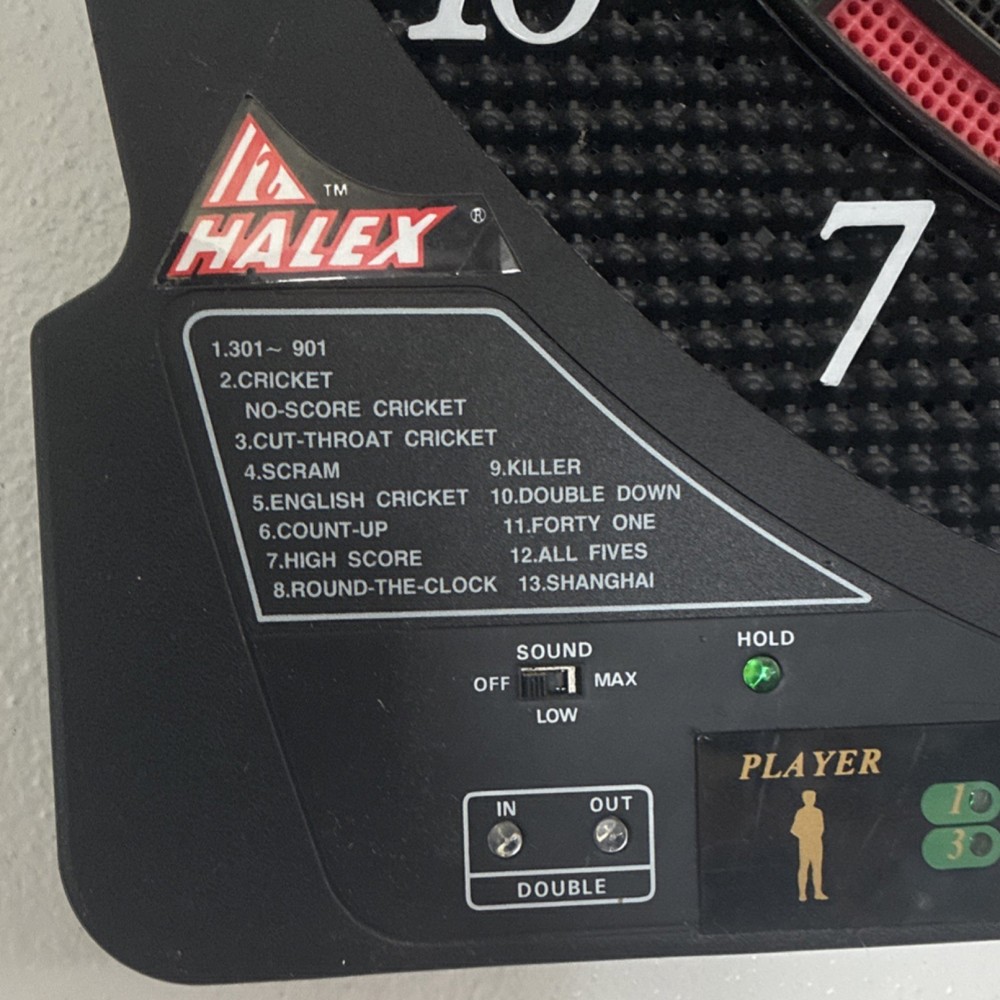 10
7
TM
HALEX ®
1.301~ 901
2.CRICKET
NO-SCORE CRICKET
3.CUT-THROAT CRICKET
4.SCRAM
5.ENGLISH CRICKET
6.COUNT-UP
7.HIGH SCORE
8.ROUND-THE-CLOCK
9.KILLER
10.DOUBLE DOWN
11.FORTY ONE
12.ALL FIVES
13.SHANGHAI
SOUND
OFF
MAX
LOW
HOLD
IN OUT
DOUBLE
PLAYER
1
3